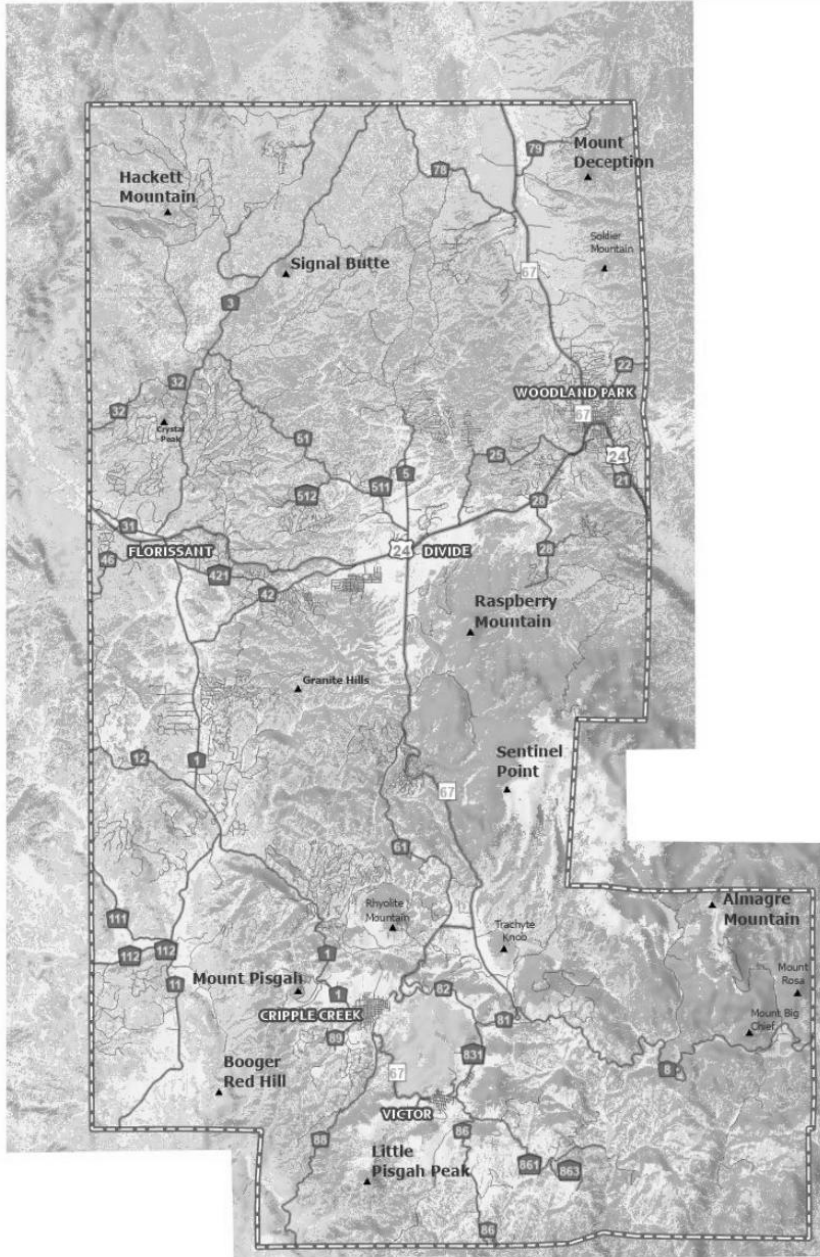 79
Mount
Deception
78
Hackett
Mountain
Soldier
Mountain
Signal Butte
67
3
22
32
WOODLAND PARK
32
67
Crystal
Peak
51
25
24
5
511
21
512
28
31
FLORISSANT
24
DIVIDE
28
46
421
42
Raspberry
Mountain
Granite Hills
12
1
Sentinel
Point
67
61
Rhyolite
Mountain
Almagre
Mountain
111
Trachyte
Knob
112
112
1
Mount
Rosa
11
Mount Pisgah
1
82
CRIPPLE CREEK
81
Mount Big
Chief
89
831
8
Booger
Red Hill
67
VICTOR
86
88
Little
Pisgah Peak
861
863
86